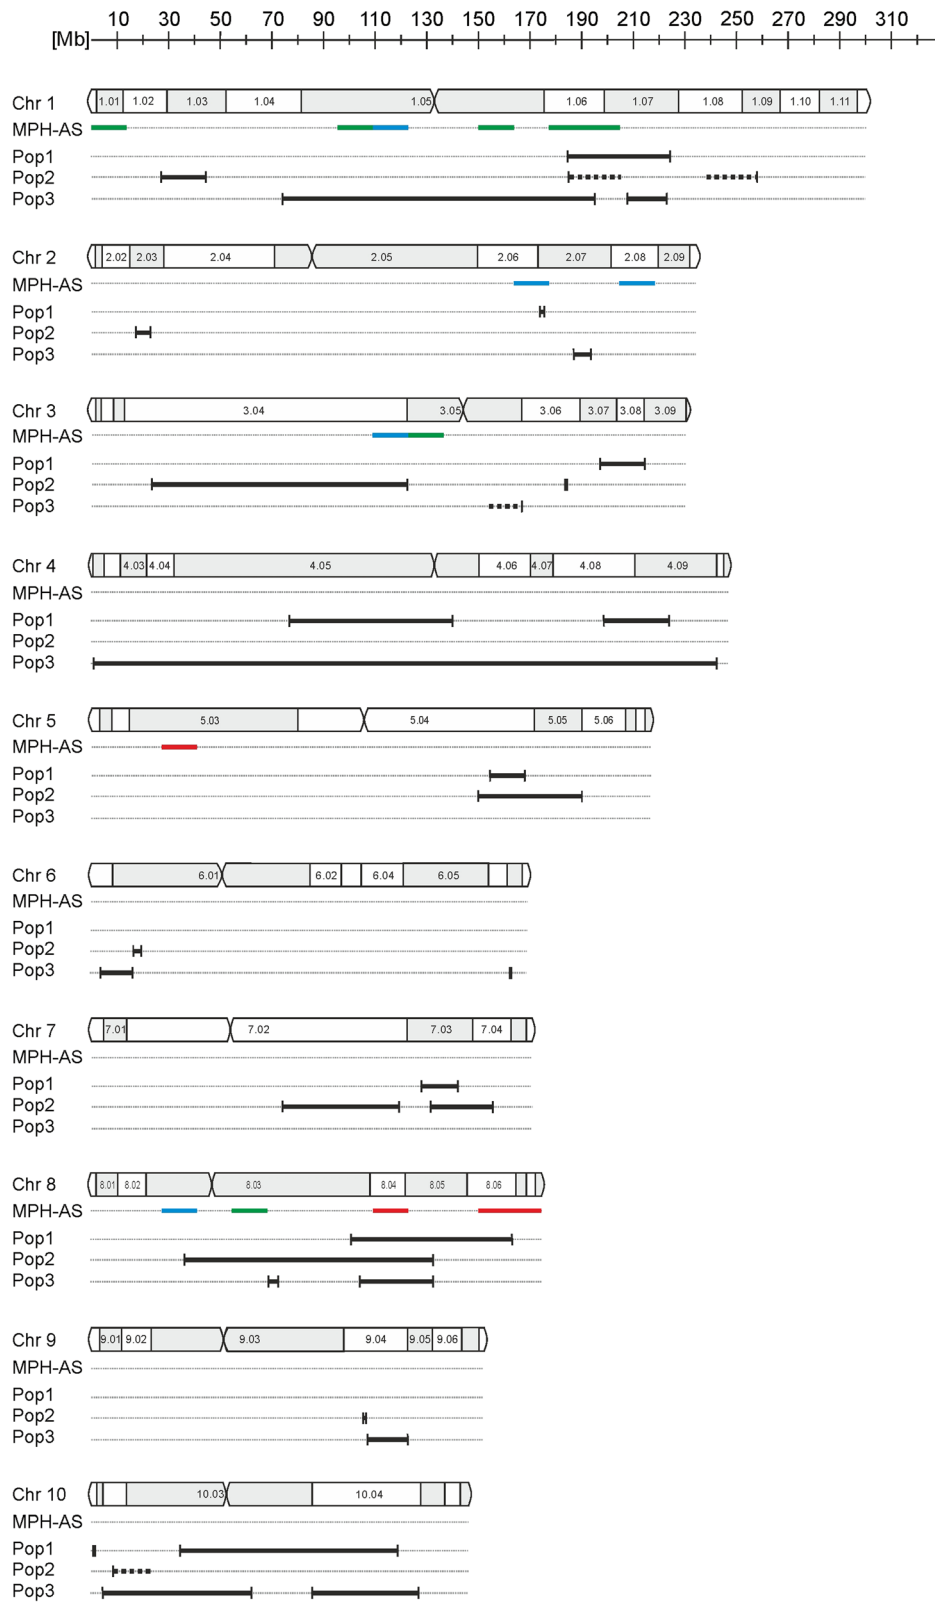 10 30 50 70 90 110 130 150 170 190 210 230 250 270 290 310
[Mb]
Chr 1 1.01 1.02 1.03 1.04 1.05 1.06 1.07 1.08 1.09 1.10 1.11
MPH-AS
Pop1
Pop2
Pop3
Chr 2 2.02 2.03 2.04 2.05 2.06 2.07 2.08 2.09
MPH-AS
Pop1
Pop2
Pop3
Chr 3 3.04 3.05 3.06 3.07 3.08 3.09
MPH-AS
Pop1
Pop2
Pop3
Chr 4 4.03 4.04 4.05 4.06 4.07 4.08 4.09
MPH-AS
Pop1
Pop2
Pop3
Chr 5 5.03 5.04 5.05 5.06
MPH-AS
Pop1
Pop2
Pop3
Chr 6 6.01 6.02 6.04 6.05
MPH-AS
Pop1
Pop2
Pop3
Chr 7 7.01 7.02 7.03 7.04
MPH-AS
Pop1
Pop2
Pop3
Chr 8 8.01 8.02 8.03 8.04 8.05 8.06
MPH-AS
Pop1
Pop2
Pop3
Chr 9 9.01 9.02 9.03 9.04 9.05 9.06
MPH-AS
Pop1
Pop2
Pop3
Chr 10 10.03 10.04
MPH-AS
Pop1
Pop2
Pop3